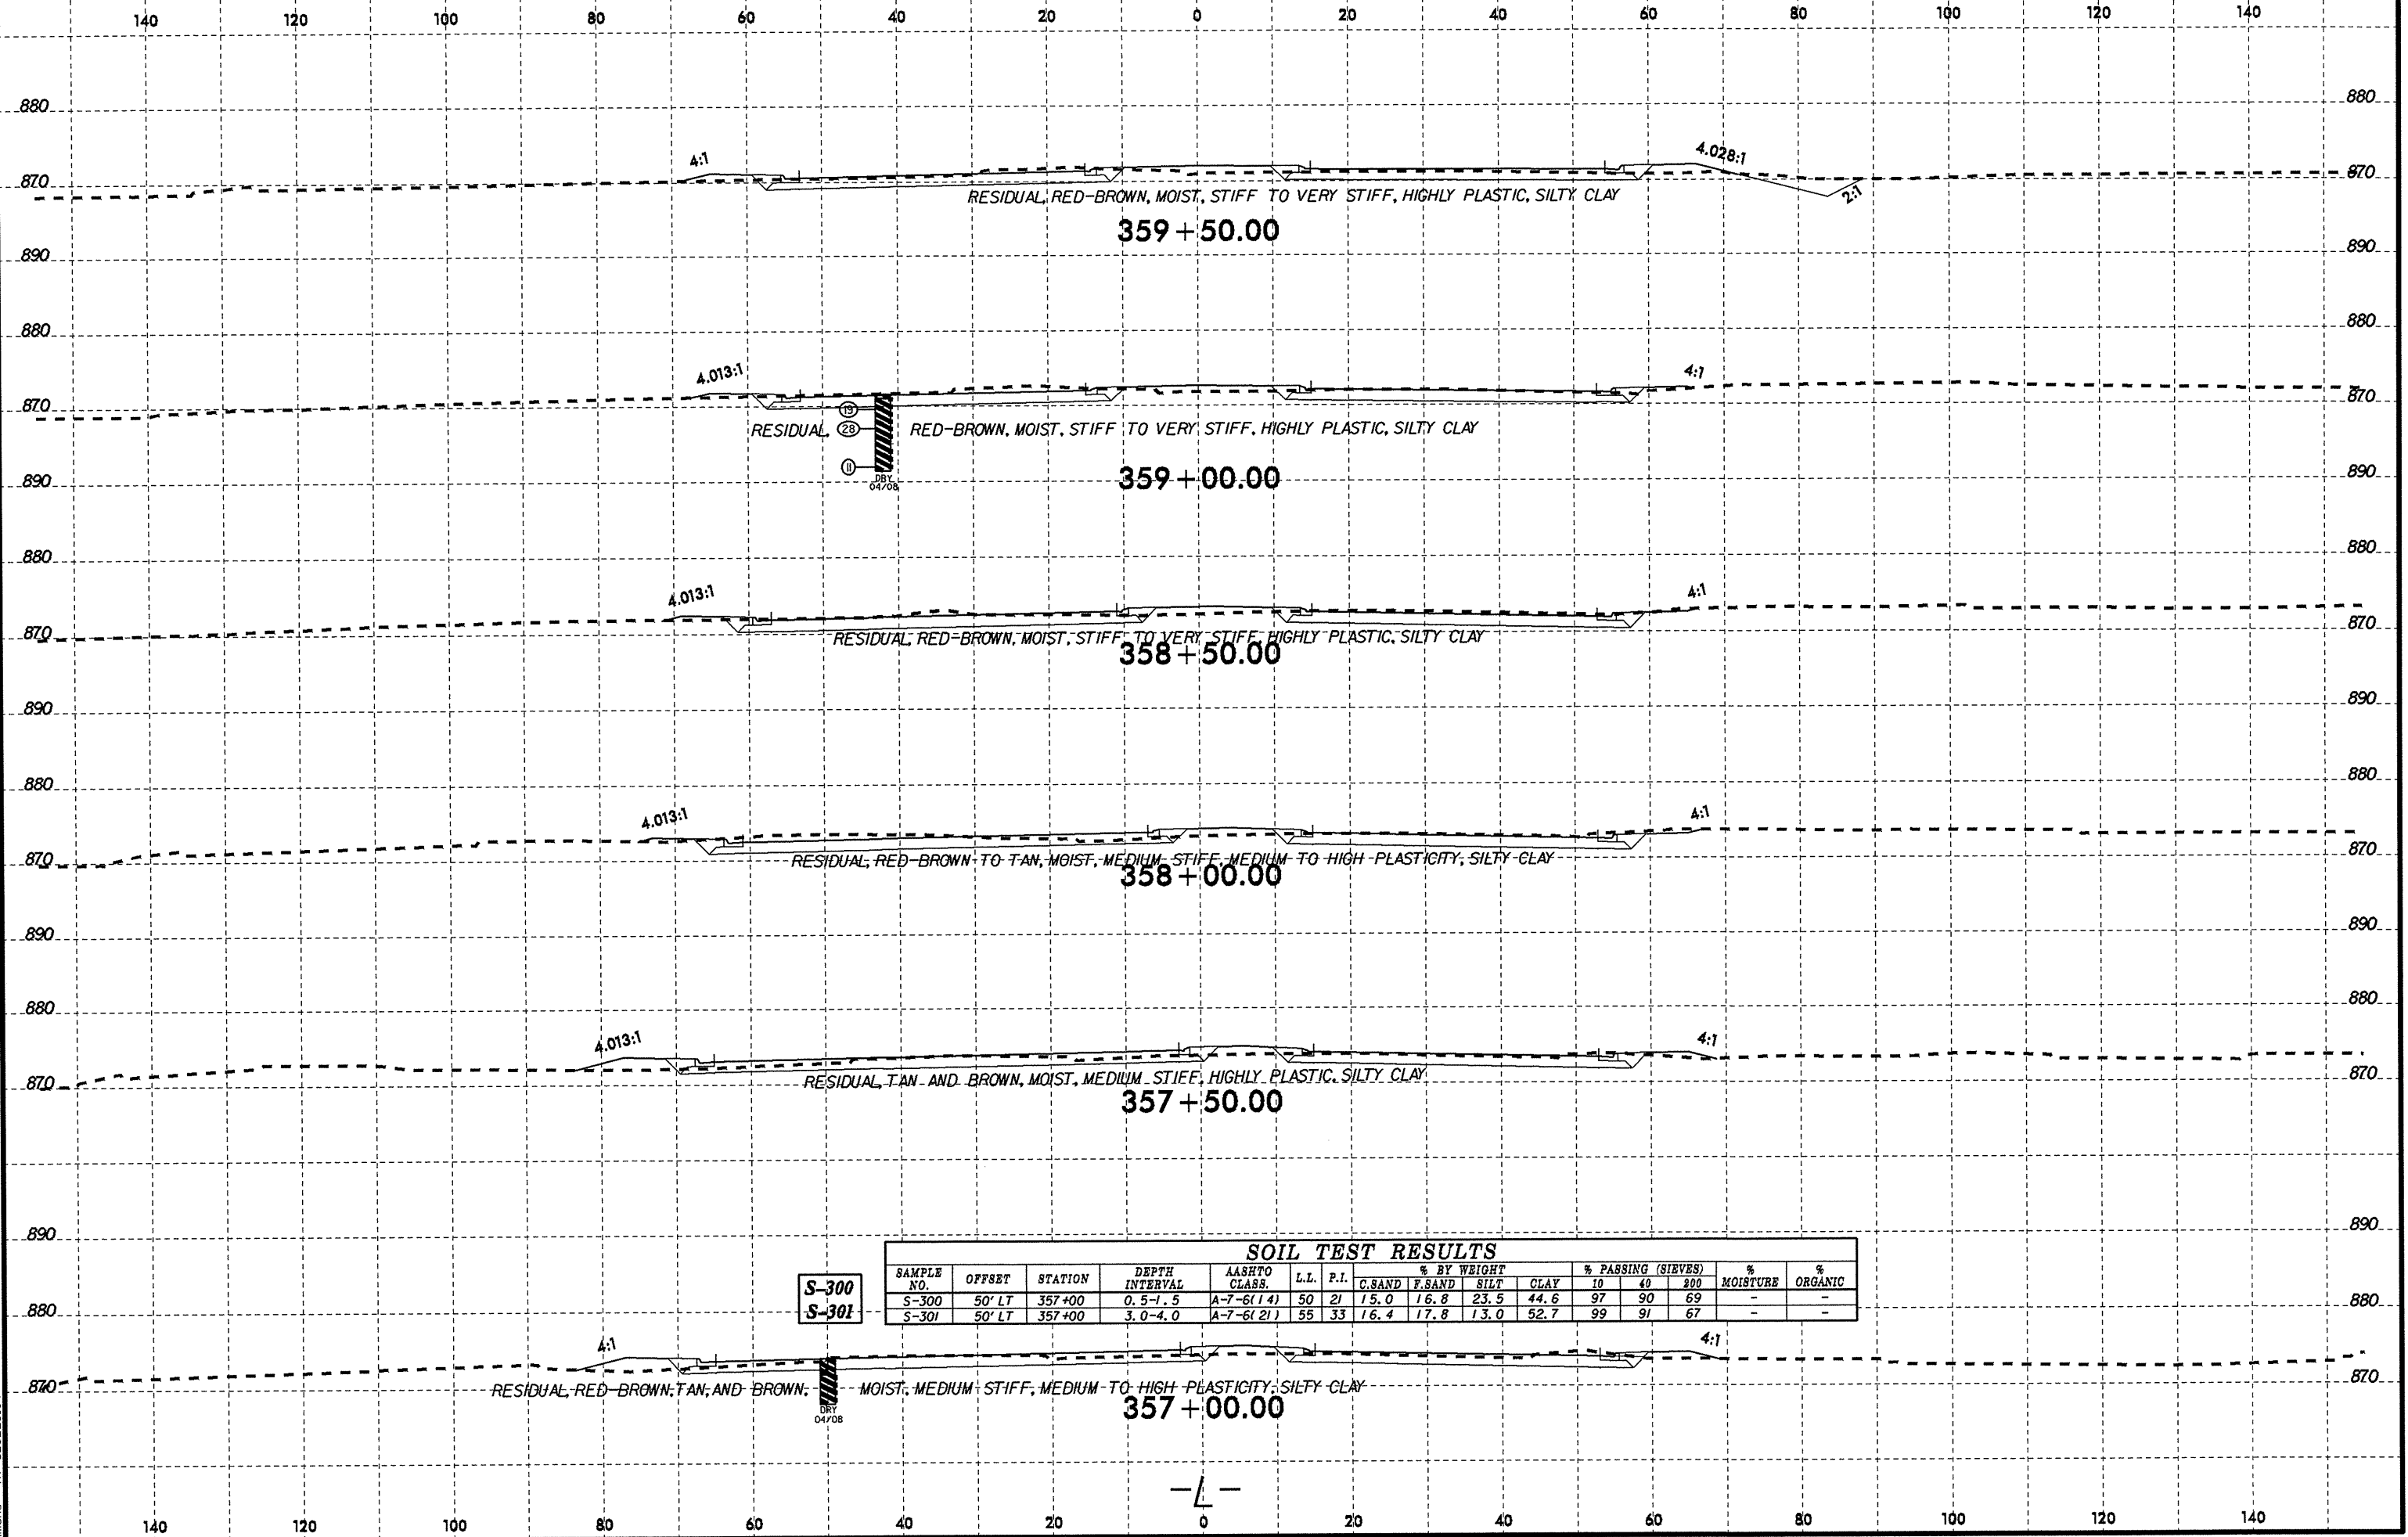 140 120 100 80 60 40 20 0 20 40 60 80 100 120 140
880 880
4:1 4.028:1
870 870
2:1
RESIDUAL, RED-BROWN, MOIST, STIFF TO VERY STIFF, HIGHLY PLASTIC, SILTY CLAY
359+50.00
890 890
880 880
4.013:1 4:1
870 870
19
RESIDUAL, 28 RED-BROWN, MOIST, STIFF TO VERY STIFF, HIGHLY PLASTIC, SILTY CLAY
11
DRY
04/08
359+00.00
890 890
880 880
4.013:1 4:1
870 870
RESIDUAL, RED-BROWN, MOIST, STIFF TO VERY STIFF, HIGHLY PLASTIC, SILTY CLAY
358+50.00
890 890
880 880
4.013:1 4:1
870 870
RESIDUAL, RED-BROWN TO TAN, MOIST, MEDIUM STIFF, MEDIUM TO HIGH PLASTICITY, SILTY CLAY
358+00.00
890 890
880 880
4.013:1 4:1
870 870
RESIDUAL, TAN AND BROWN, MOIST, MEDIUM STIFF, HIGHLY PLASTIC, SILTY CLAY
357+50.00
890 890
SOIL TEST RESULTS
SAMPLE NO. OFFSET STATION DEPTH INTERVAL AASHTO CLASS. L.L. P.I. % BY WEIGHT C.SAND F.SAND SILT CLAY % PASSING (SIEVES) 10 40 200 % MOISTURE % ORGANIC
S-300 50' LT 357+00 0.5-1.5 A-7-6(14) 50 21 15.0 16.8 23.5 44.6 97 90 69 - -
S-301 50' LT 357+00 3.0-4.0 A-7-6(21) 55 33 16.4 17.8 13.0 52.7 99 91 67 - -
S-300
S-301
880 880
4:1 4:1
870 870
RESIDUAL, RED-BROWN, TAN, AND BROWN, MOIST, MEDIUM STIFF, MEDIUM TO HIGH PLASTICITY, SILTY CLAY
DRY
04/08
357+00.00
-L-
140 120 100 80 60 40 20 0 20 40 60 80 100 120 140